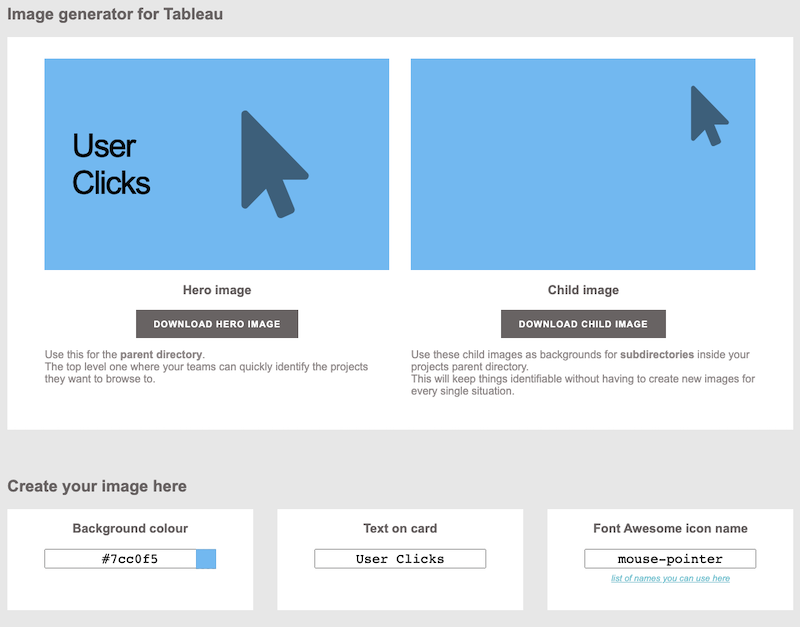 Image generator for Tableau
User
Clicks
Hero image
Child image
DOWNLOAD HERO IMAGE
DOWNLOAD CHILD IMAGE
Use this for the parent directory.
The top level one where your teams can quickly identify the projects
they want to browse to.
Use these child images as backgrounds for subdirectories inside your
projects parent directory.
This will keep things identifiable without having to create new images for
every single situation.
Create your image here
Background colour
Text on card
Font Awesome icon name
#7cc0f5
User Clicks
mouse-pointer
list of names you can use here